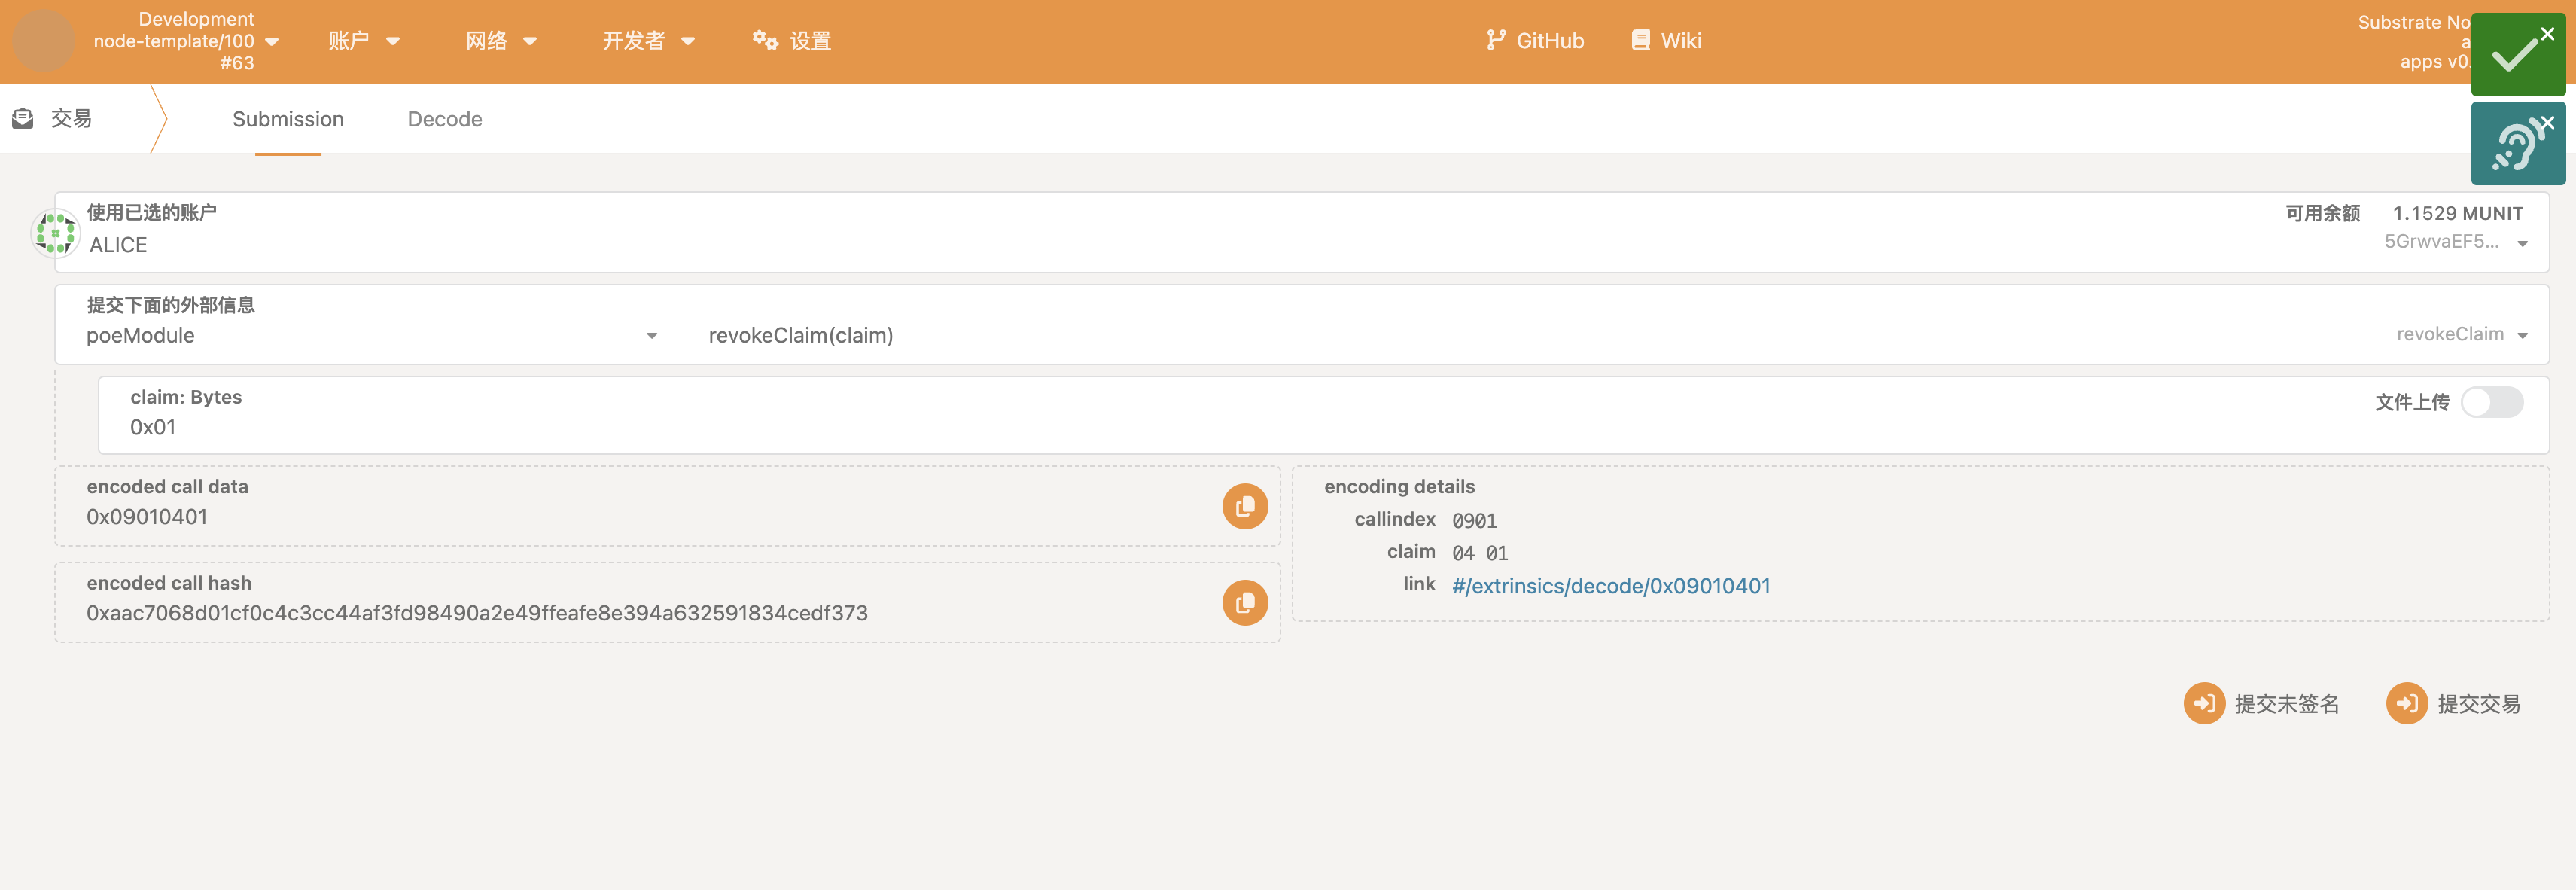 Development
node-template/100
#63
账户
网络
开发者
设置
GitHub
Wiki
Substrate No
a
apps v0.
交易
Submission
Decode
使用已选的账户
ALICE
可用余额 1.1529 MUNIT
5GrwvaEF5...
提交下面的外部信息
poeModule
revokeClaim(claim)
revokeClaim
claim: Bytes
0x01
文件上传
encoded call data
0x09010401
encoded call hash
0xaac7068d01cf0c4c3cc44af3fd98490a2e49ffeafe8e394a632591834cedf373
encoding details
callindex 0901
claim 04 01
link #/extrinsics/decode/0x09010401
提交未签名
提交交易